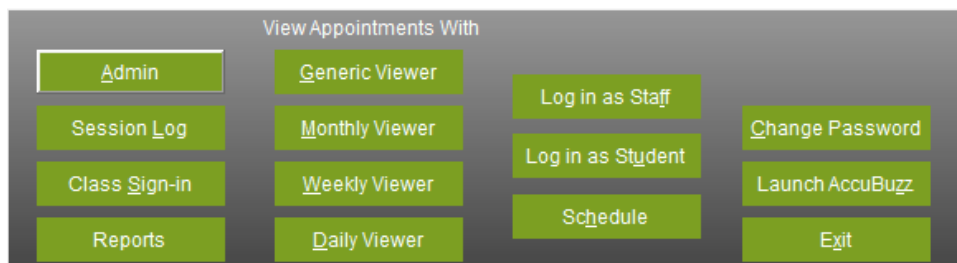 View Appointments With
Admin
Session Log
Class Sign-in
Reports
Generic Viewer
Monthly Viewer
Weekly Viewer
Daily Viewer
Log in as Staff
Log in as Student
Schedule
Change Password
Launch AccuBuzz
Exit